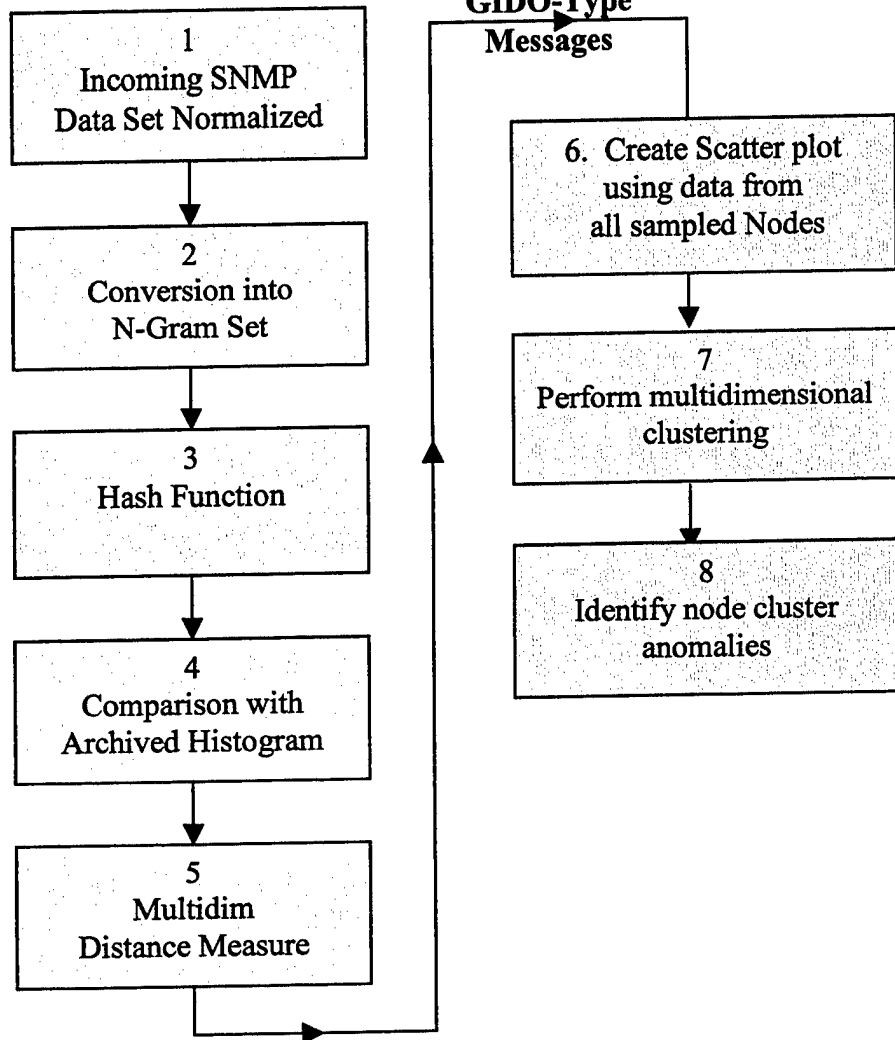 1
Incoming SNMP
Data Set Normalized
2
Conversion into
N-Gram Set
3
Hash Function
4
Comparison with
Archived Histogram
5
Multidim
Distance Measure
GIDO-Type
Messages
6. Create Scatter plot
using data from
all sampled Nodes
7
Perform multidimensional
clustering
8
Identify node cluster
anomalies